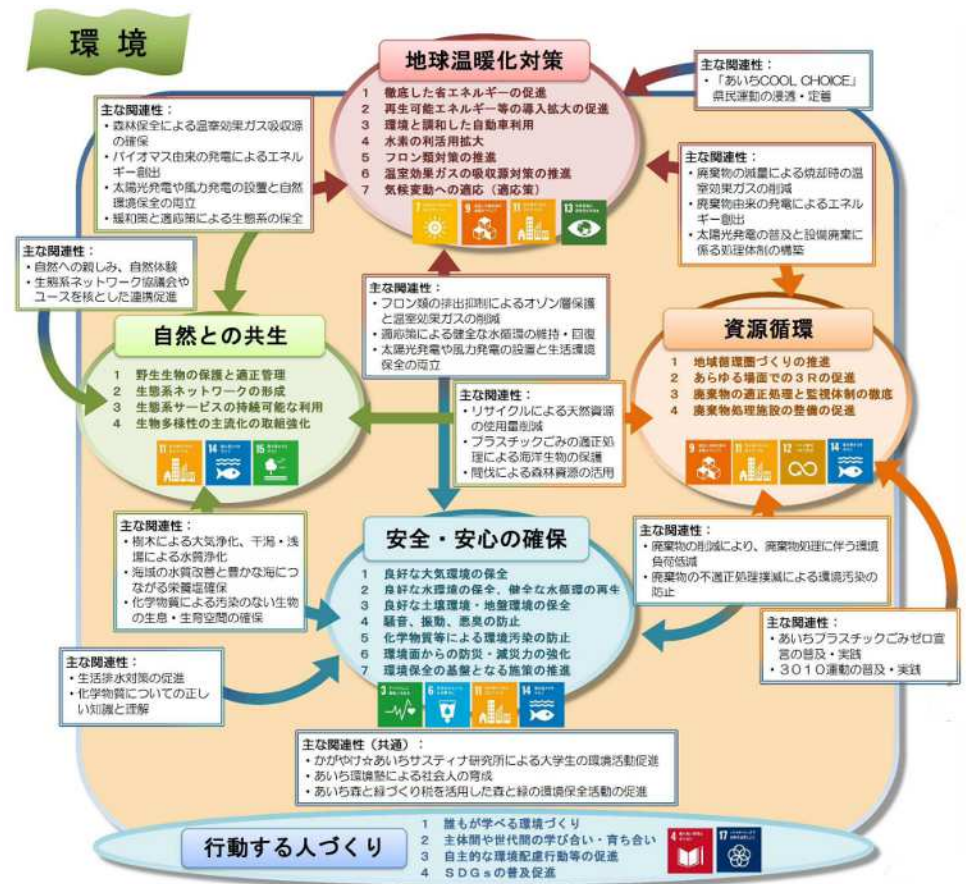 環境
地球温暖化対策
1 徹底した省エネルギーの促進
2 再生可能エネルギー等の導入拡大の促進
3 環境と調和した自動車利用
4 水素の利活用拡大
5 フロン類対策の推進
6 温室効果ガスの吸収源対策の推進
7 気候変動への適応（適応策）
7
9
11
13
主な関連性：
・「あいちCOOL CHOICE」
県民運動の浸透・定着
主な関連性：
・森林保全による温室効果ガス吸収源
の確保
・バイオマス由来の発電によるエネル
ギー創出
・太陽光発電や風力発電の設置と自然
環境保全の両立
・緩和策と適応策による生態系の保全
主な関連性：
・廃棄物の減量による焼却時の温
室効果ガスの削減
・廃棄物由来の発電によるエネル
ギー創出
・太陽光発電の普及と設備廃棄に
係る処理体制の構築
主な関連性：
・自然への親しみ、自然体験
・生態系ネットワーク協議会や
ユースを核とした連携促進
主な関連性：
・フロン類の排出抑制によるオゾン層保護
と温室効果ガスの削減
・適応策による健全な水循環の維持・回復
・太陽光発電や風力発電の設置と生活環境
保全の両立
自然との共生
1 野生生物の保護と適正管理
2 生態系ネットワークの形成
3 生態系サービスの持続可能な利用
4 生物多様性の主流化の取組強化
11
14
15
資源循環
1 地域循環圏づくりの推進
2 あらゆる場面での3Rの促進
3 廃棄物の適正処理と監視体制の徹底
4 廃棄物処理施設の整備の促進
9
11
12
14
主な関連性：
・リサイクルによる天然資源
の使用量削減
・プラスチックごみの適正処
理による海洋生物の保護
・間伐による森林資源の活用
主な関連性：
・樹木による大気浄化、干潟・浅
場による水質浄化
・海域の水質改善と豊かな海につ
ながる栄養塩確保
・化学物質による汚染のない生物
の生息・生育空間の確保
安全・安心の確保
1 良好な大気環境の保全
2 良好な水環境の保全、健全な水循環の再生
3 良好な土壌環境・地盤環境の保全
4 騒音、振動、悪臭の防止
5 化学物質等による環境汚染の防止
6 環境面からの防災・減災力の強化
7 環境保全の基盤となる施策の推進
3
6
11
14
主な関連性：
・廃棄物の削減により、廃棄物処理に伴う環境
負荷低減
・廃棄物の不適正処理撲滅による環境汚染の
防止
主な関連性：
・あいちプラスチックごみゼロ宣
言の普及・実践
・3010運動の普及・実践
主な関連性：
・生活排水対策の促進
・化学物質についての正し
い知識と理解
主な関連性（共通）：
・かがやけ☆あいちサスティナ研究所による大学生の環境活動促進
・あいち環境塾による社会人の育成
・あいち森と緑づくり税を活用した森と緑の環境保全活動の促進
行動する人づくり
1 誰もが学べる環境づくり
2 主体間や世代間の学び合い・育ち合い
3 自主的な環境配慮行動等の促進
4 SDGsの普及促進
4
17